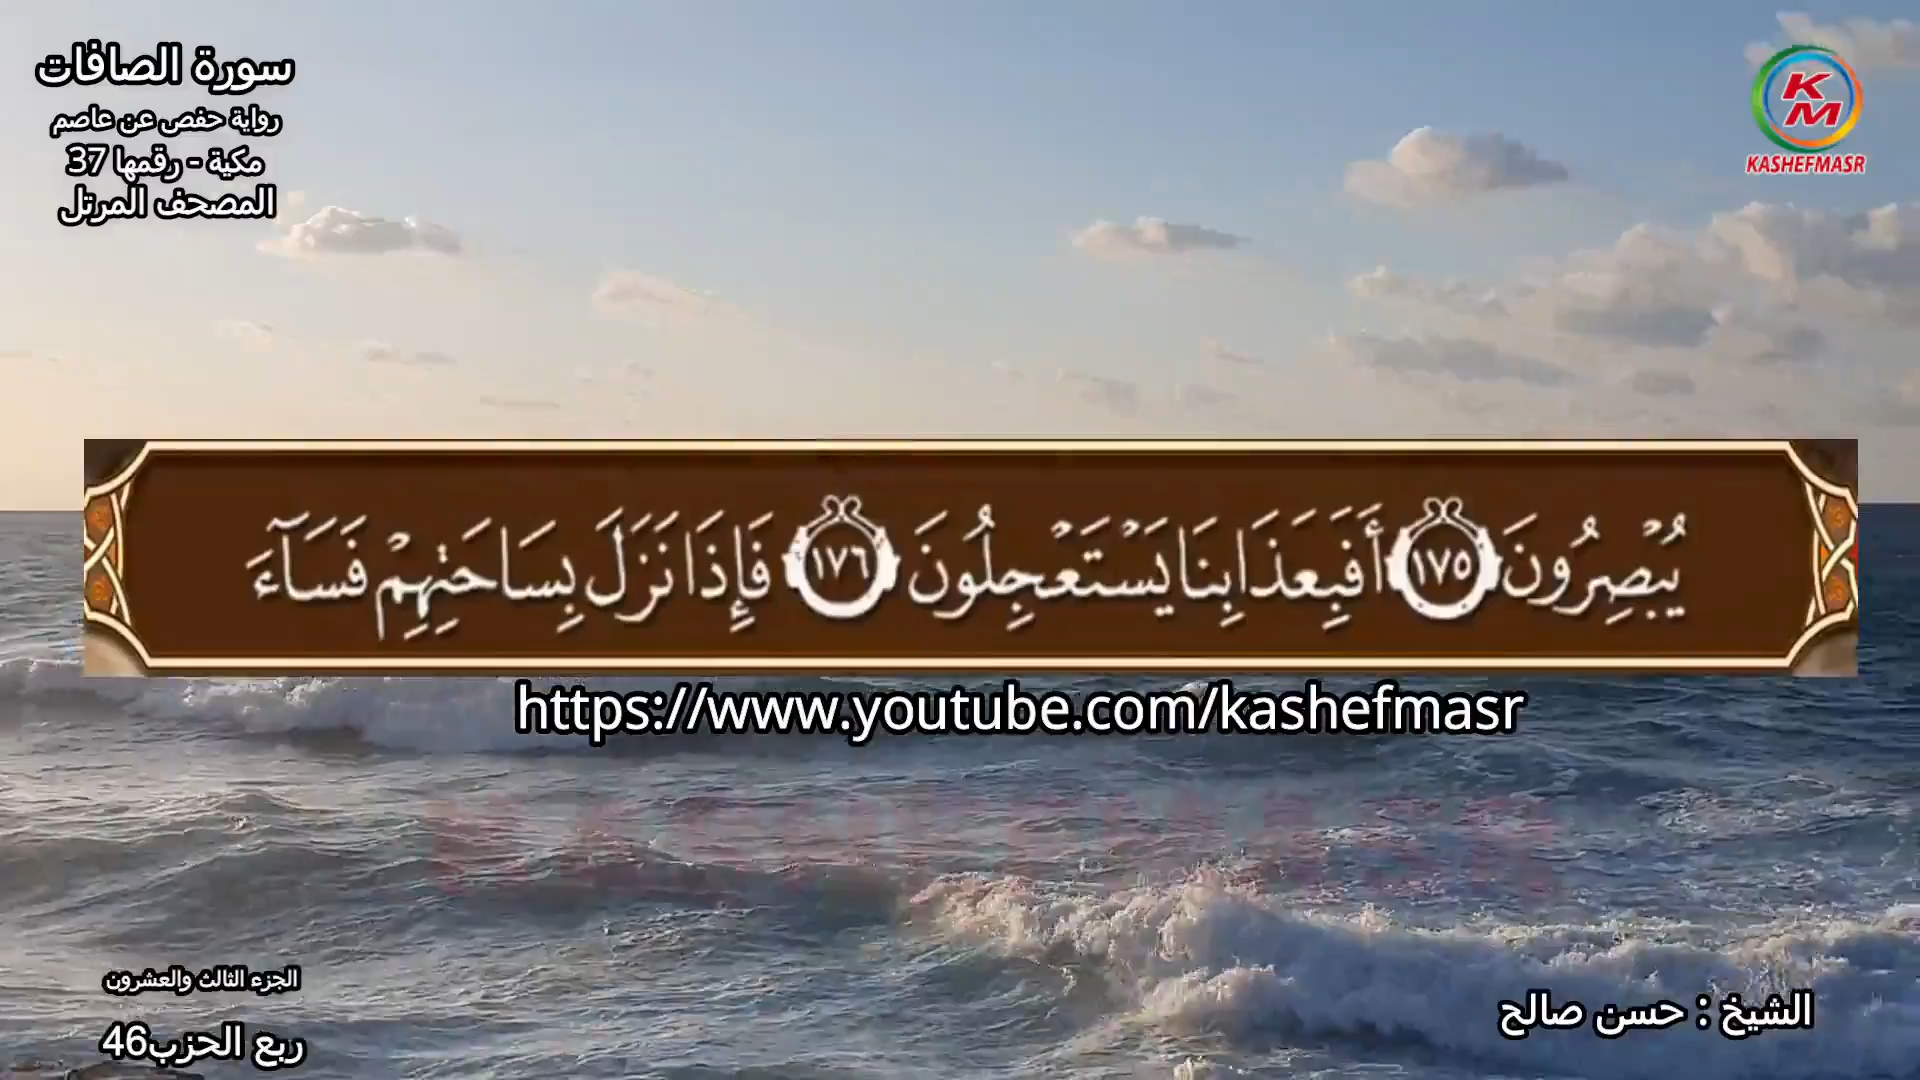 سورة الصافات
رواية حفص عن عاصم
مكية - رقمها 37
المصحف المرتل
KM
KASHEFMASR
يُبْصِرُونَ ١٧٥ أَفَبِعَذَابِنَا يَسْتَعْجِلُونَ ١٧٦ فَإِذَا نَزَلَ بِسَاحَتِهِمْ فَسَآءَ
https://www.youtube.com/kashefmasr
الجزء الثالث والعشرون
ربع الحزب46
الشيخ : حسن صالح